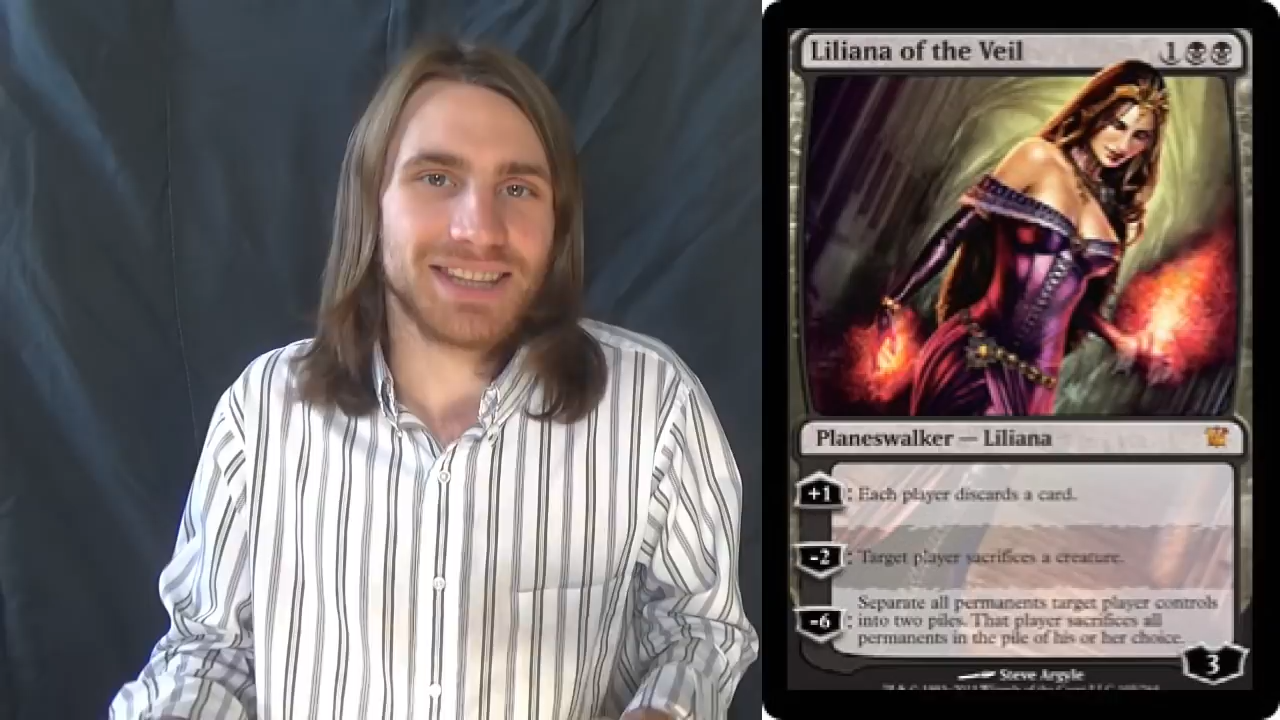 Liliana of the Veil 1
Planeswalker — Liliana
+1 : Each player discards a card.
-2 : Target player sacrifices a creature.
Separate all permanents target player controls
-6 : into two piles. That player sacrifices all
permanents in the pile of his or her choice.
3
Steve Argyle